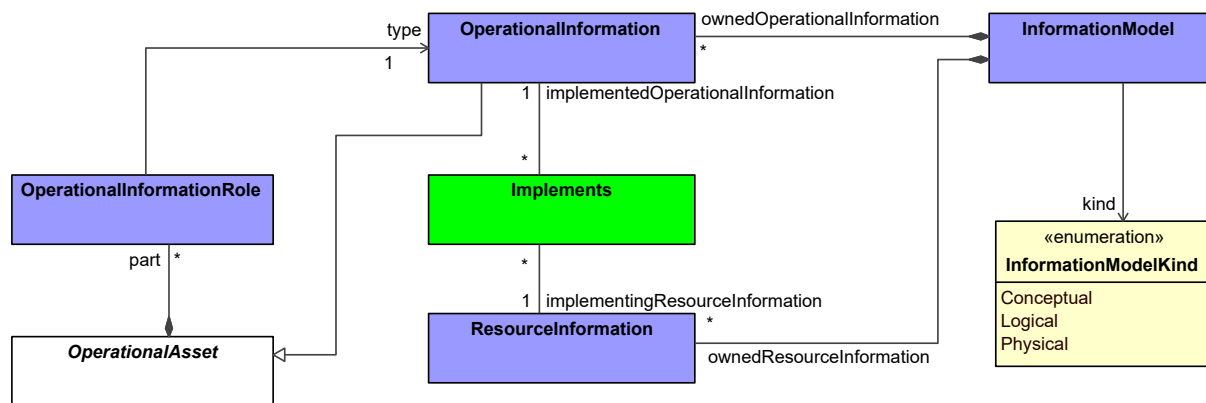 ownedOperationalInformation
type
OperationalInformation
InformationModel
1
*
1
implementedOperationalInformation
*
OperationalInformationRole
Implements
kind
«enumeration»
part
*
*
InformationModelKind
1
implementingResourceInformation
Conceptual
*
Logical
ResourceInformation
Physical
OperationalAsset
ownedResourceInformation